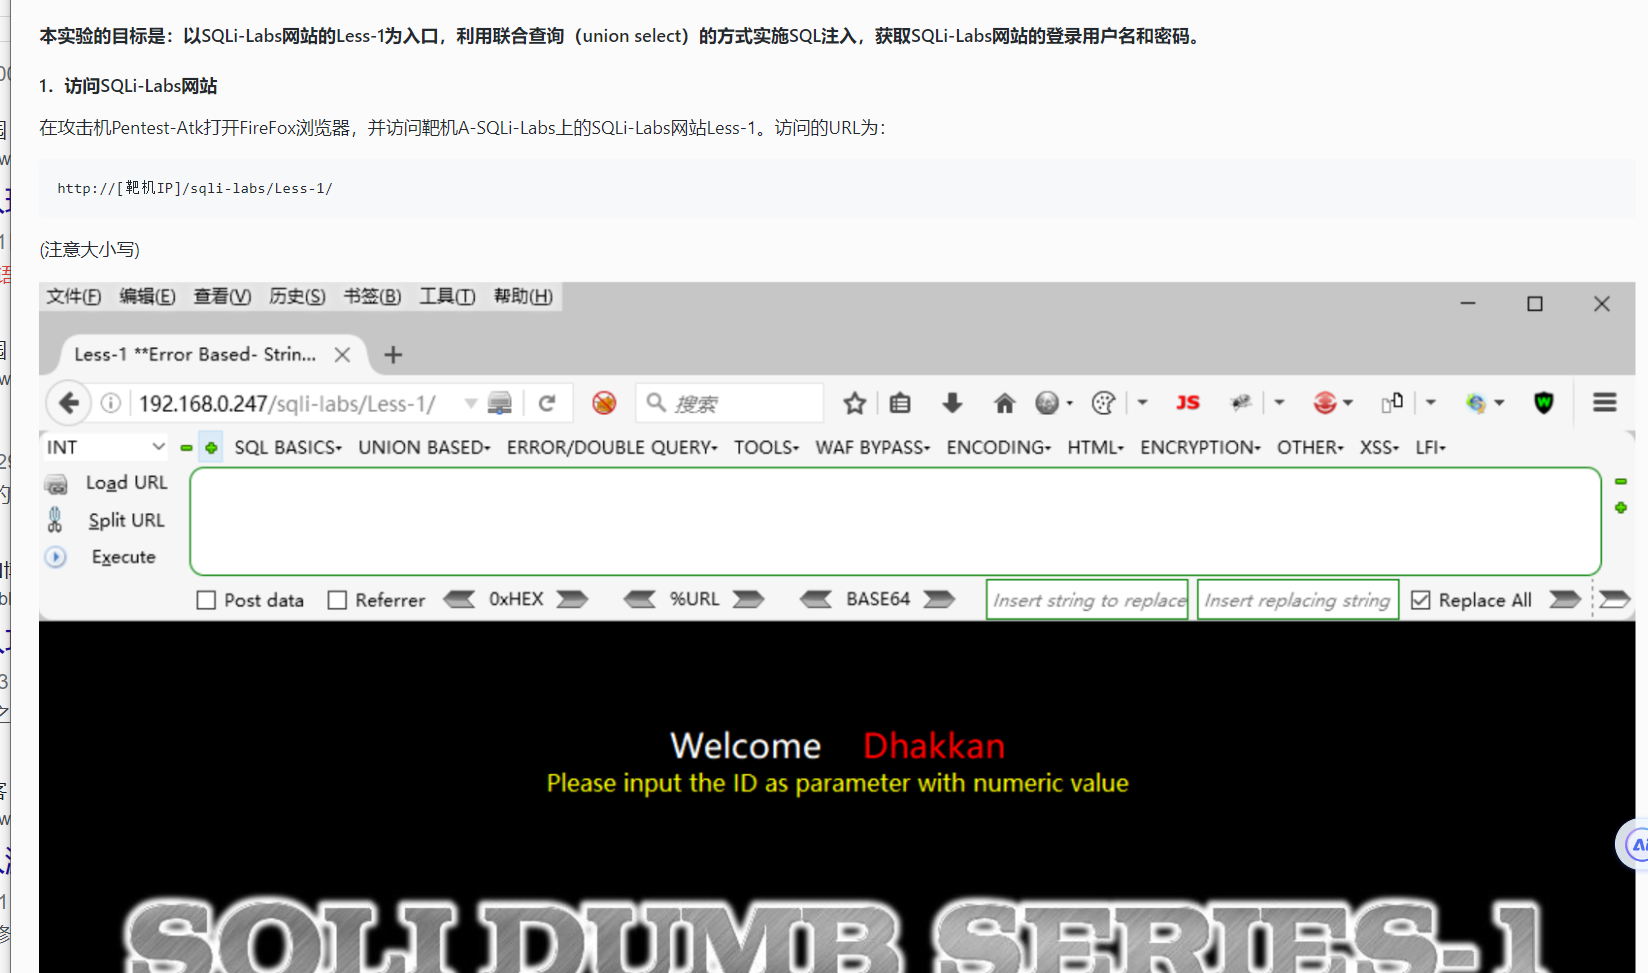 本实验的目标是：以SQLi-Labs网站的Less-1为入口，利用联合查询（union select）的方式实施SQL注入，获取SQLi-Labs网站的登录用户名和密码。
1. 访问SQLi-Labs网站
在攻击机Pentest-Atk打开FireFox浏览器，并访问靶机A-SQLi-Labs上的SQLi-Labs网站Less-1。访问的URL为：
http://[靶机IP]/sqli-labs/Less-1/
(注意大小写)
文件(F) 编辑(E) 查看(V) 历史(S) 书签(B) 工具(T) 帮助(H)
Less-1 **Error Based- Strin...
192.168.0.247/sqli-labs/Less-1/ 搜索 JS
INT SQL BASICS UNION BASED ERROR/DOUBLE QUERY TOOLS WAF BYPASS ENCODING HTML ENCRYPTION OTHER XSS LFI
Load URL
Split URL
Execute
Post data Referrer 0xHEX %URL BASE64 Insert string to replace Insert replacing string Replace All
Welcome Dhakkan
Please input the ID as parameter with numeric value
SQLI DUMB SERIES-1